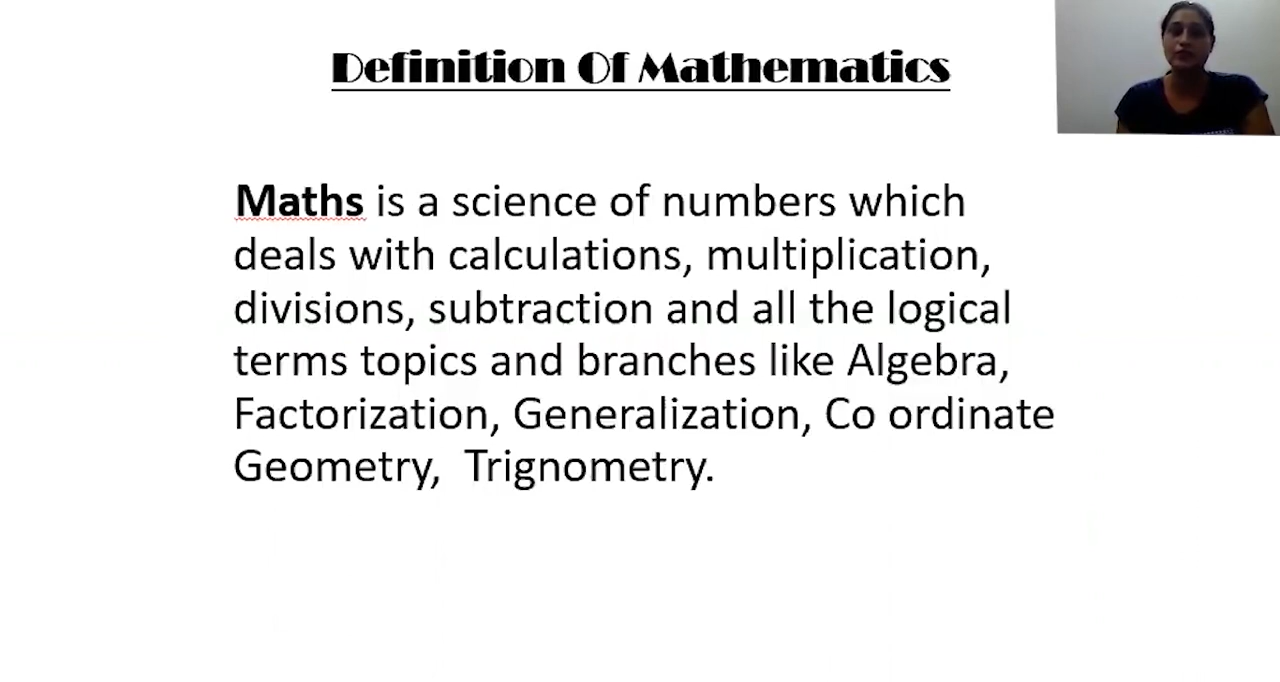 Definition Of Mathematics
Maths is a science of numbers which
deals with calculations, multiplication,
divisions, subtraction and all the logical
terms topics and branches like Algebra,
Factorization, Generalization, Co ordinate
Geometry,  Trignometry.